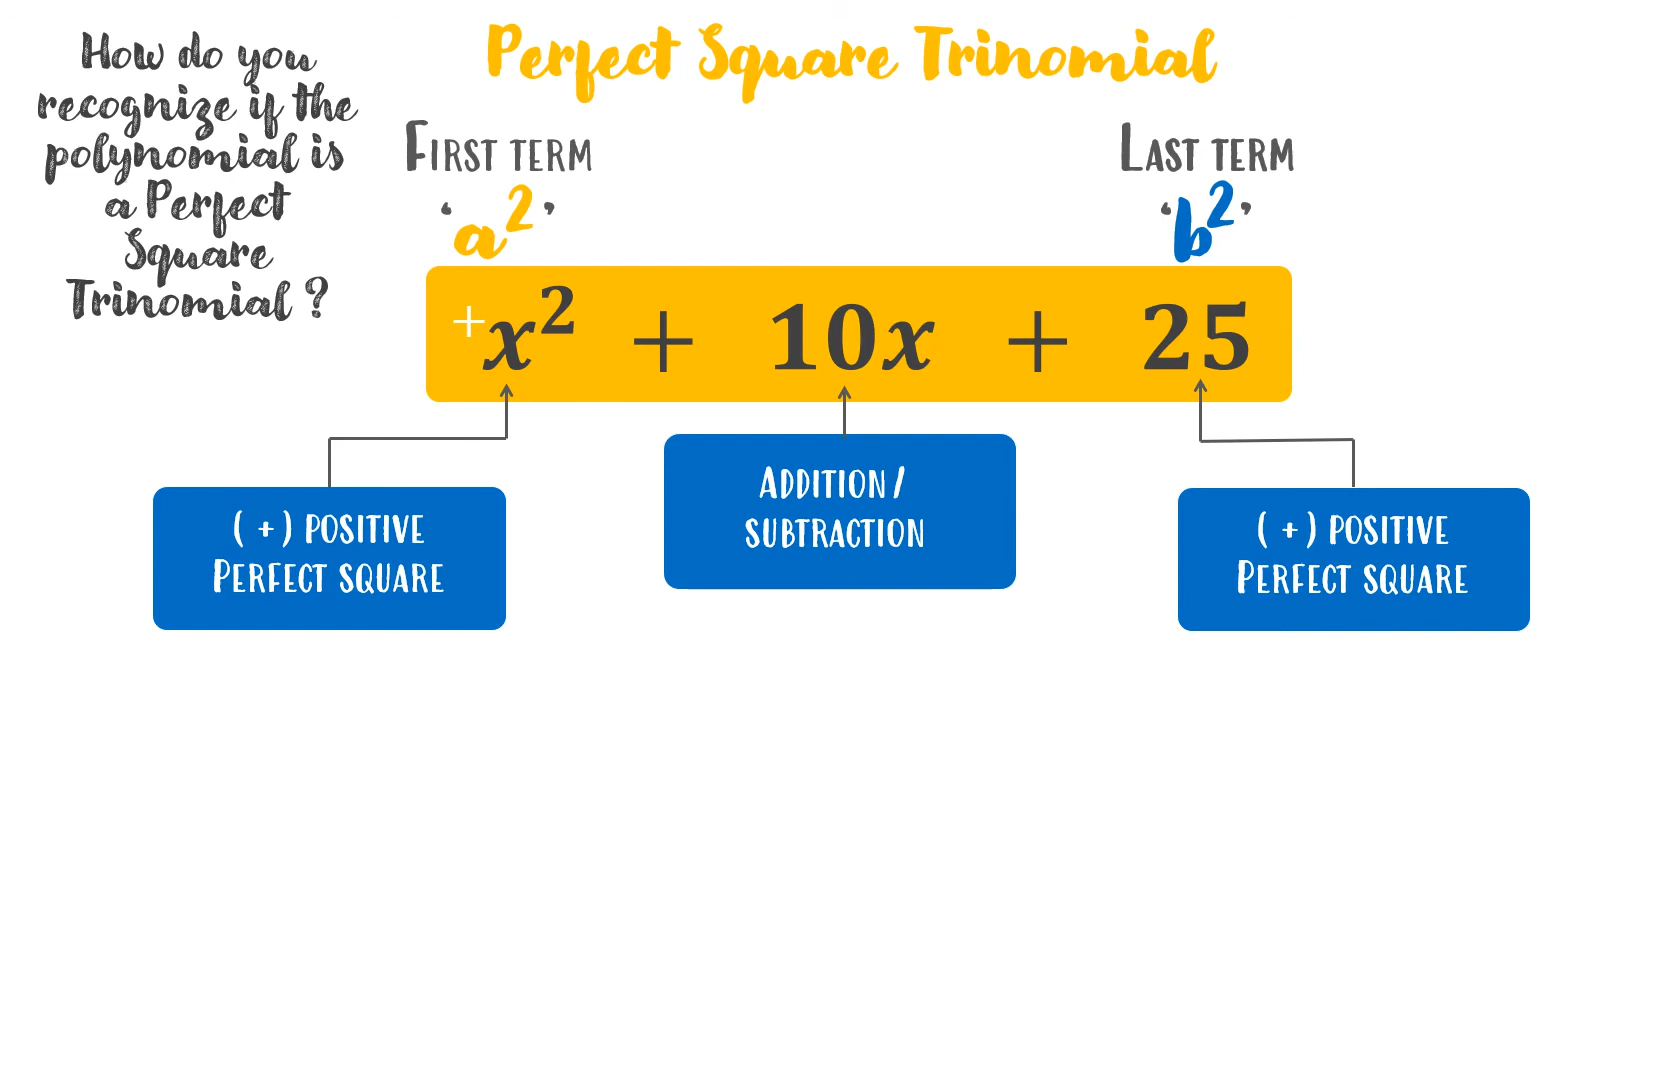 Perfect Square Trinomial
How do you
recognize if the
polynomial is
a Perfect
Square
Trinomial ?
First term
Last term
‘a²’
‘b²’
+x² + 10x + 25
( + ) positive
Perfect square
Addition /
subtraction
( + ) positive
Perfect square